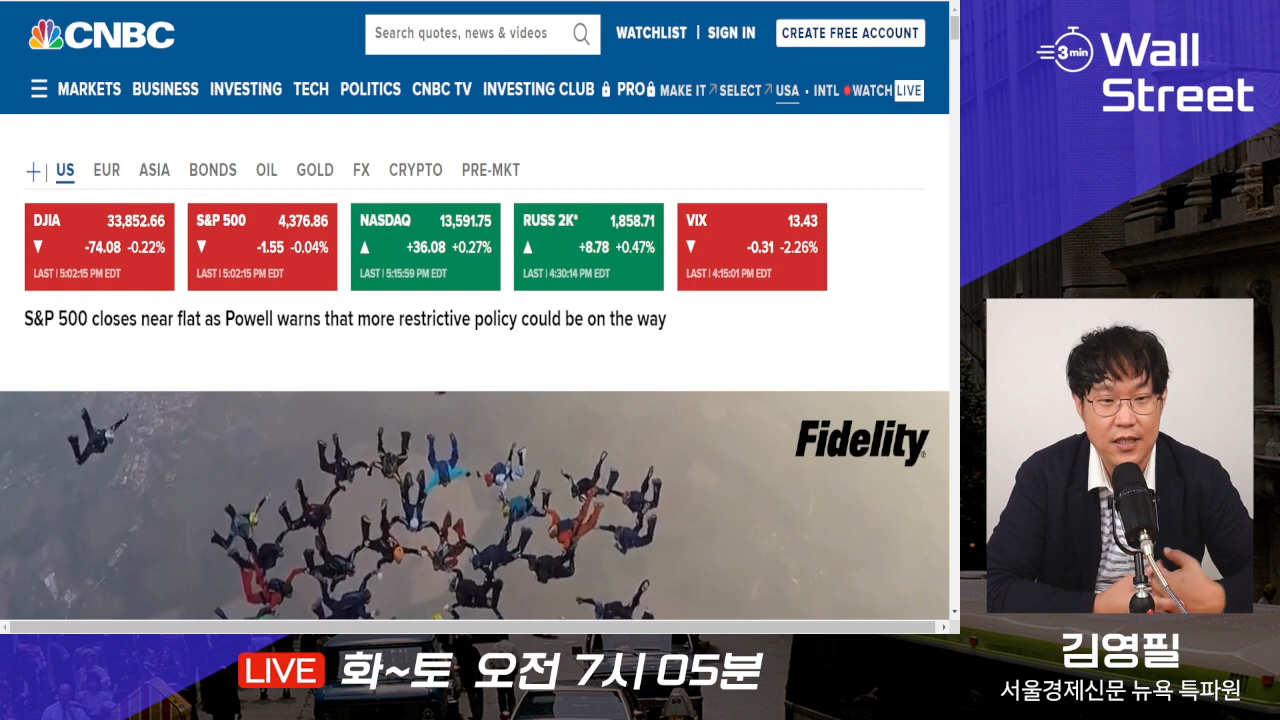 CNBC
Search quotes, news & videos
WATCHLIST | SIGN IN
CREATE FREE ACCOUNT
MARKETS BUSINESS INVESTING TECH POLITICS CNBC TV INVESTING CLUB PRO MAKE IT SELECT USA • INTL WATCH LIVE
US EUR ASIA BONDS OIL GOLD FX CRYPTO PRE-MKT
DJIA 33,852.66
-74.08 -0.22%
LAST | 5:02:15 PM EDT
S&P 500 4,376.86
-1.55 -0.04%
LAST | 5:02:15 PM EDT
NASDAQ 13,591.75
+36.08 +0.27%
LAST | 5:15:59 PM EDT
RUSS 2K* 1,858.71
+8.78 +0.47%
LAST | 4:30:14 PM EDT
VIX 13.43
-0.31 -2.26%
LAST | 4:15:01 PM EDT
S&P 500 closes near flat as Powell warns that more restrictive policy could be on the way
Fidelity
3min Wall
Street
LIVE 화~토 오전 7시 05분
김영필
서울경제신문 뉴욕 특파원